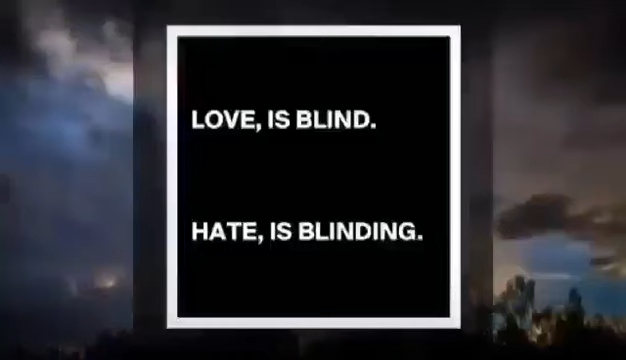 LOVE, IS BLIND.
HATE, IS BLINDING.